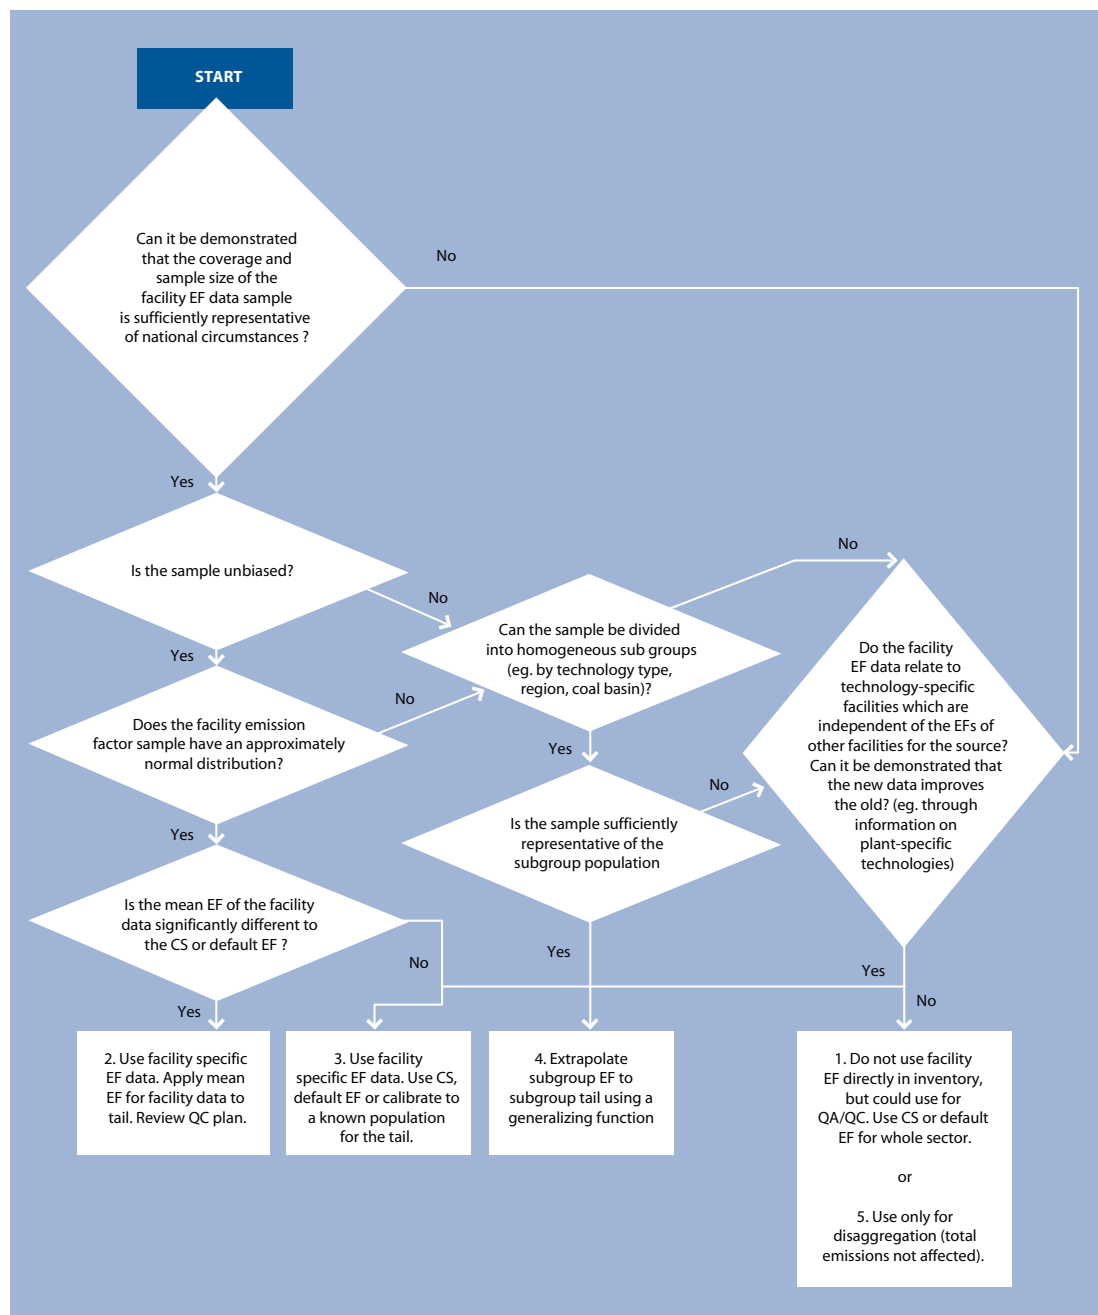 START
Can it be demonstrated
that the coverage and
sample size of the
facility EF data sample
is sufficiently representative
of national circumstances ?
No
Yes
Is the sample unbiased?
No
Yes
Does the facility emission
factor sample have an approximately
normal distribution?
No
Yes
Is the mean EF of the facility
data significantly different to
the CS or default EF ?
No
Yes
Can the sample be divided
into homogeneous sub groups
(eg. by technology type,
region, coal basin)?
No
Yes
Is the sample sufficiently
representative of the
subgroup population
No
Yes
Do the facility
EF data relate to
technology-specific
facilities which are
independent of the EFs of
other facilities for the source?
Can it be demonstrated that
the new data improves
the old? (eg. through
information on
plant-specific
technologies)
Yes
No
2. Use facility specific
EF data. Apply mean
EF for facility data to
tail. Review QC plan.
3. Use facility
specific EF data. Use CS,
default EF or calibrate to
a known population
for the tail.
4. Extrapolate
subgroup EF to
subgroup tail using a
generalizing function
1. Do not use facility
EF directly in inventory,
but could use for
QA/QC. Use CS or default
EF for whole sector.
or
5. Use only for
disaggregation (total
emissions not affected).